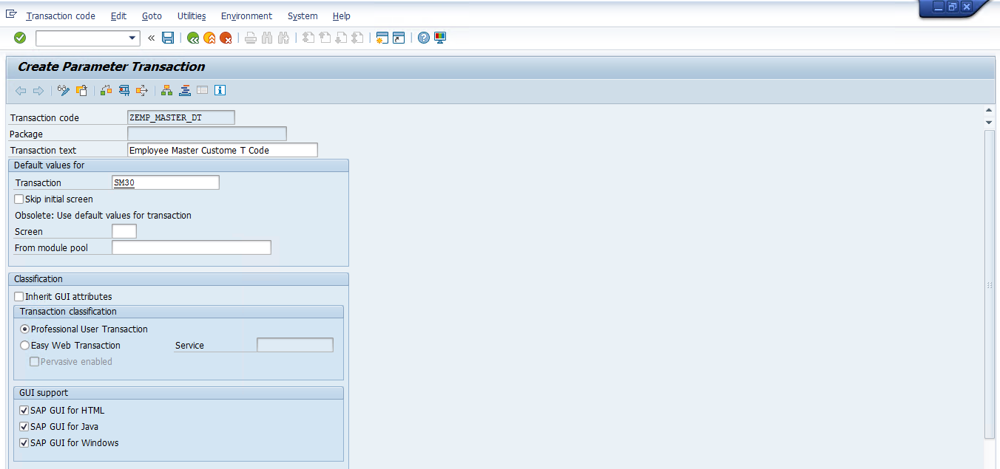 Transaction code Edit Goto Utilities Environment System Help
Create Parameter Transaction
Transaction code ZEMP_MASTER_DT
Package
Transaction text Employee Master Custome T Code
Default values for
Transaction SM30
Skip initial screen
Obsolete: Use default values for transaction
Screen
From module pool
Classification
Inherit GUI attributes
Transaction classification
Professional User Transaction
Easy Web Transaction Service
Pervasive enabled
GUI support
SAP GUI for HTML
SAP GUI for Java
SAP GUI for Windows